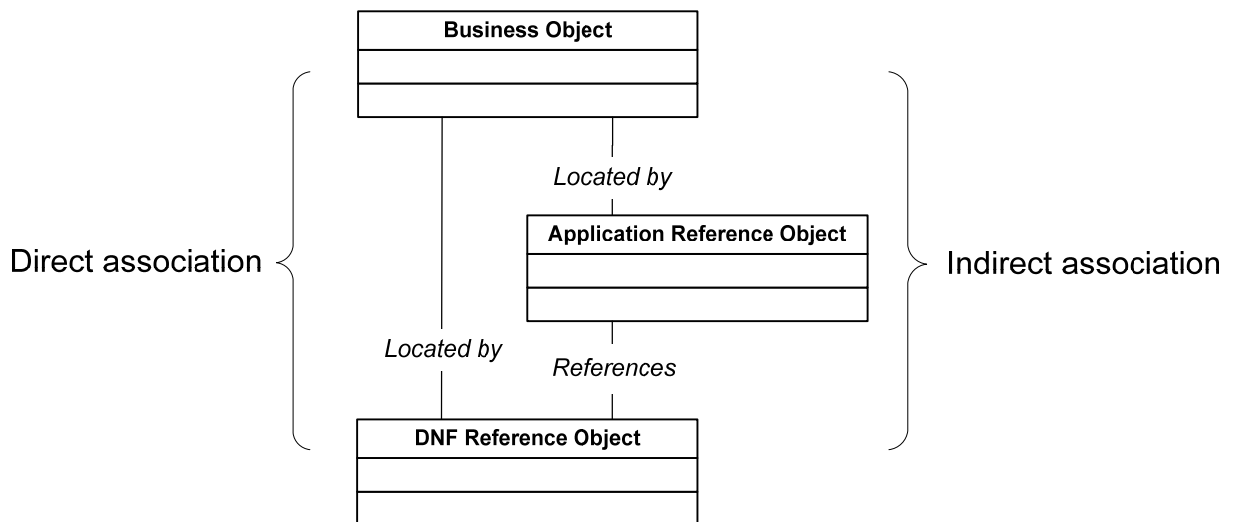 Business Object
Located by
Application Reference Object
Direct association
Indirect association
Located by
References
DNF Reference Object